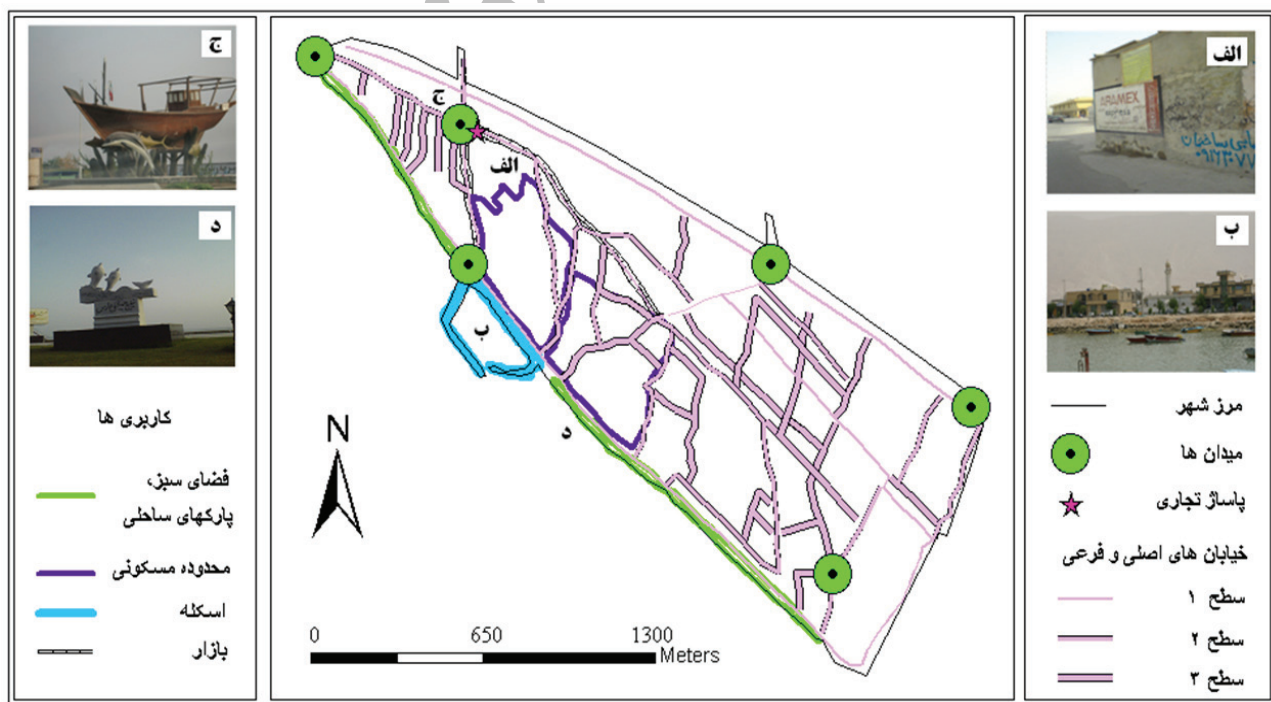 الف
ARAMEX
۰۹۱۷۳۰۷۷
ب
مرز شهر
میدان ها
پاساژ تجاری
خیابان های اصلی و فرعی
سطح ۱
سطح ۲
سطح ۳
ج
الف
ب
د
N
0 650 1300
Meters
ج
د
کاربری ها
فضای سبز،
پارکهای ساحلی
محدوده مسکونی
اسکله
بازار